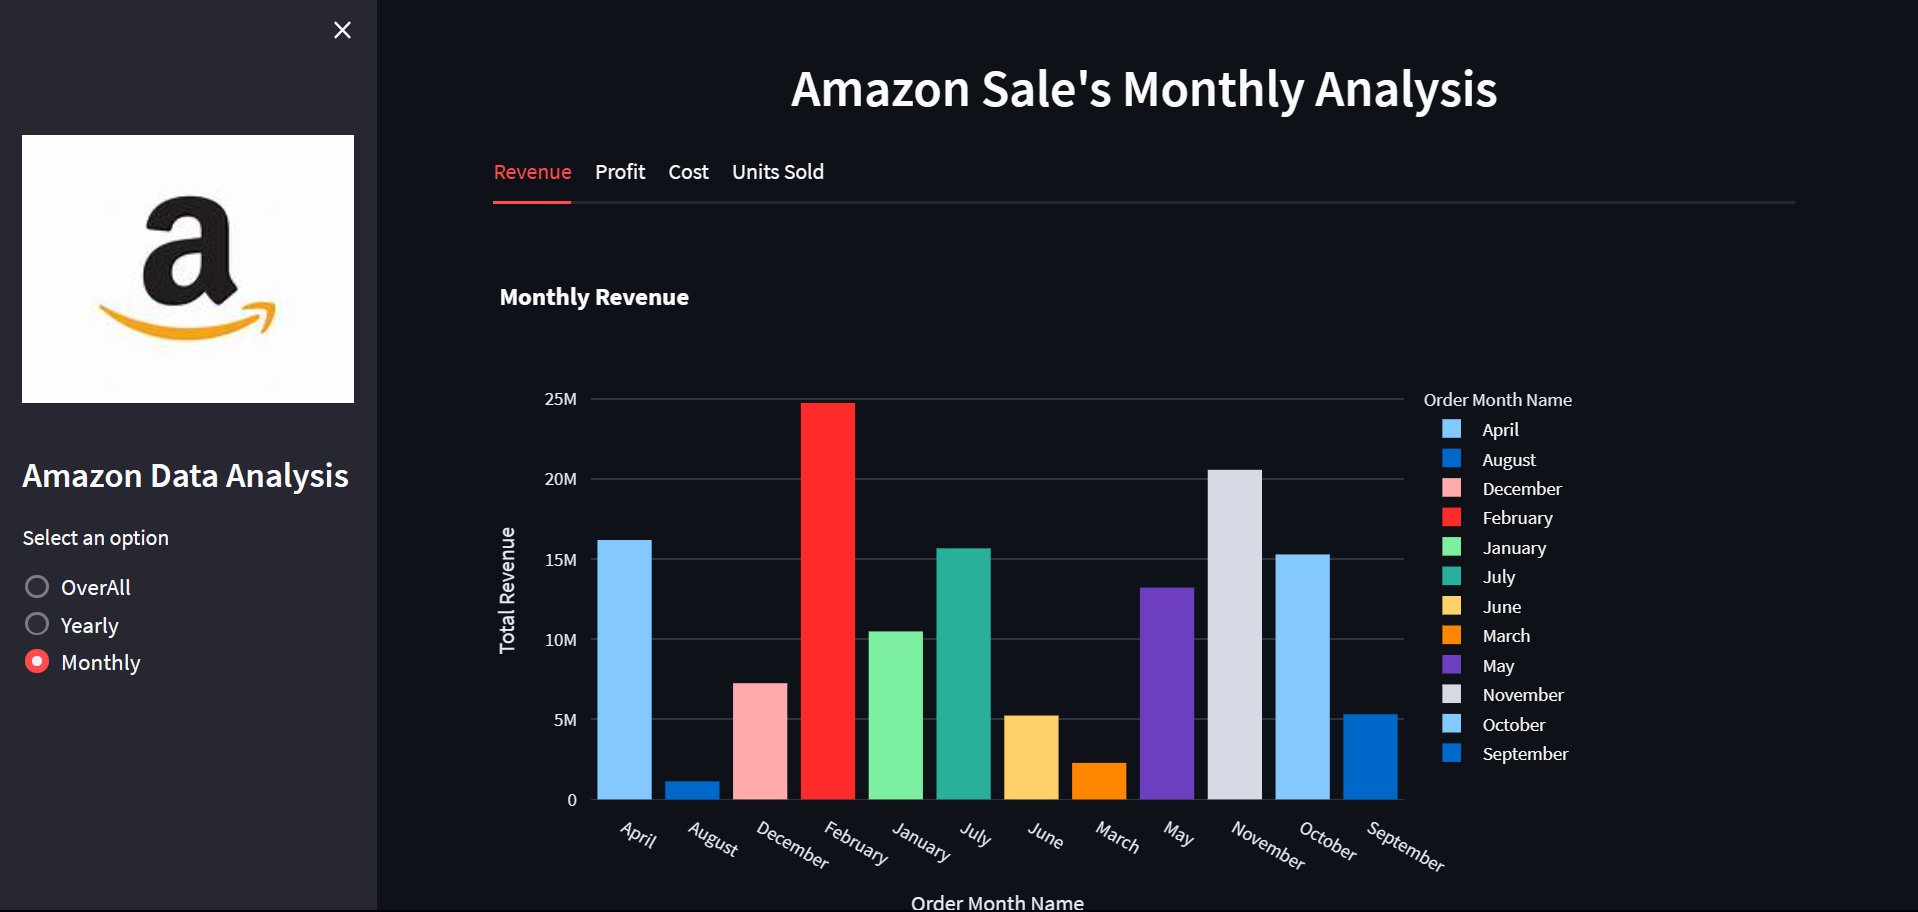 Amazon Data Analysis
Select an option
OverAll
Yearly
Monthly
Amazon Sale's Monthly Analysis
Revenue Profit Cost Units Sold
Monthly Revenue
Total Revenue
25M
20M
15M
10M
5M
0
April August December February January July June March May November October September
Order Month Name
Order Month Name
April
August
December
February
January
July
June
March
May
November
October
September